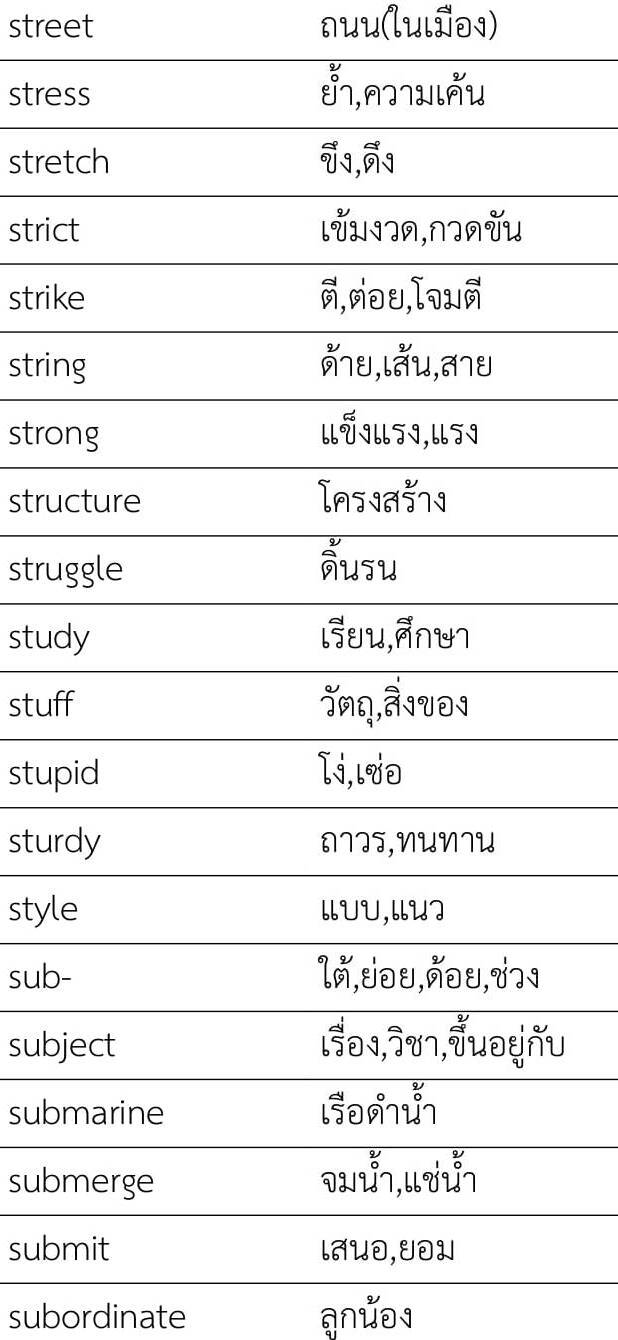 street ถนน(ในเมือง)
stress ย้ำ,ความเค้น
stretch ขึง,ดึง
strict เข้มงวด,กวดขัน
strike ตี,ต่อย,โจมตี
string ด้าย,เส้น,สาย
strong แข็งแรง,แรง
structure โครงสร้าง
struggle ดิ้นรน
study เรียน,ศึกษา
stuff วัตถุ,สิ่งของ
stupid โง่,เซ่อ
sturdy ถาวร,ทนทาน
style แบบ,แนว
sub- ใต้,ย่อย,ด้อย,ช่วง
subject เรื่อง,วิชา,ขึ้นอยู่กับ
submarine เรือดำน้ำ
submerge จมน้ำ,แช่น้ำ
submit เสนอ,ยอม
subordinate ลูกน้อง